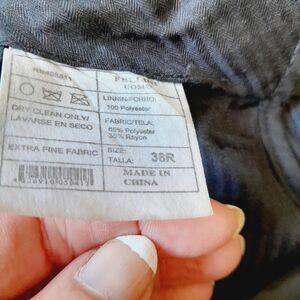 UOMO
LINNIN/FORRO:
100 Polyester
DRY CLEAN ONLY/
LAVARSE EN SECO
FABRIC/TELA:
65% Polyester
35% Rayon
EXTRA FINE FABRIC
SIZE:
TALLA: 38R
MADE IN
CHINA